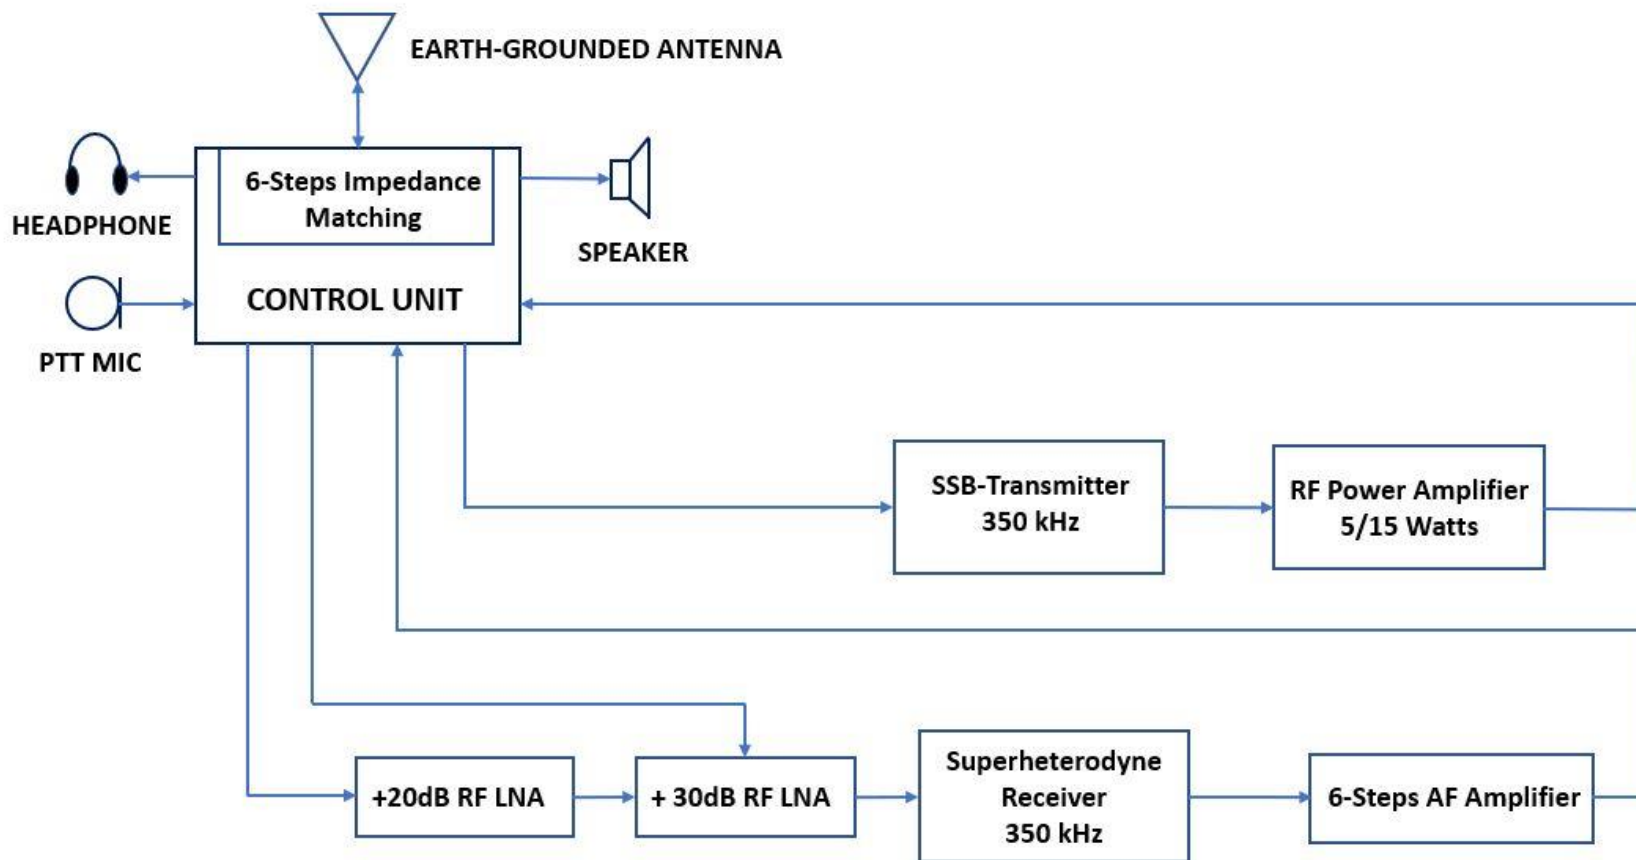 EARTH-GROUNDED ANTENNA
6-Steps Impedance
Matching
HEADPHONE
SPEAKER
CONTROL UNIT
PTT MIC
SSB-Transmitter
350 kHz
RF Power Amplifier
5/15 Watts
+20dB RF LNA
+ 30dB RF LNA
Superheterodyne
Receiver
350 kHz
6-Steps AF Amplifier